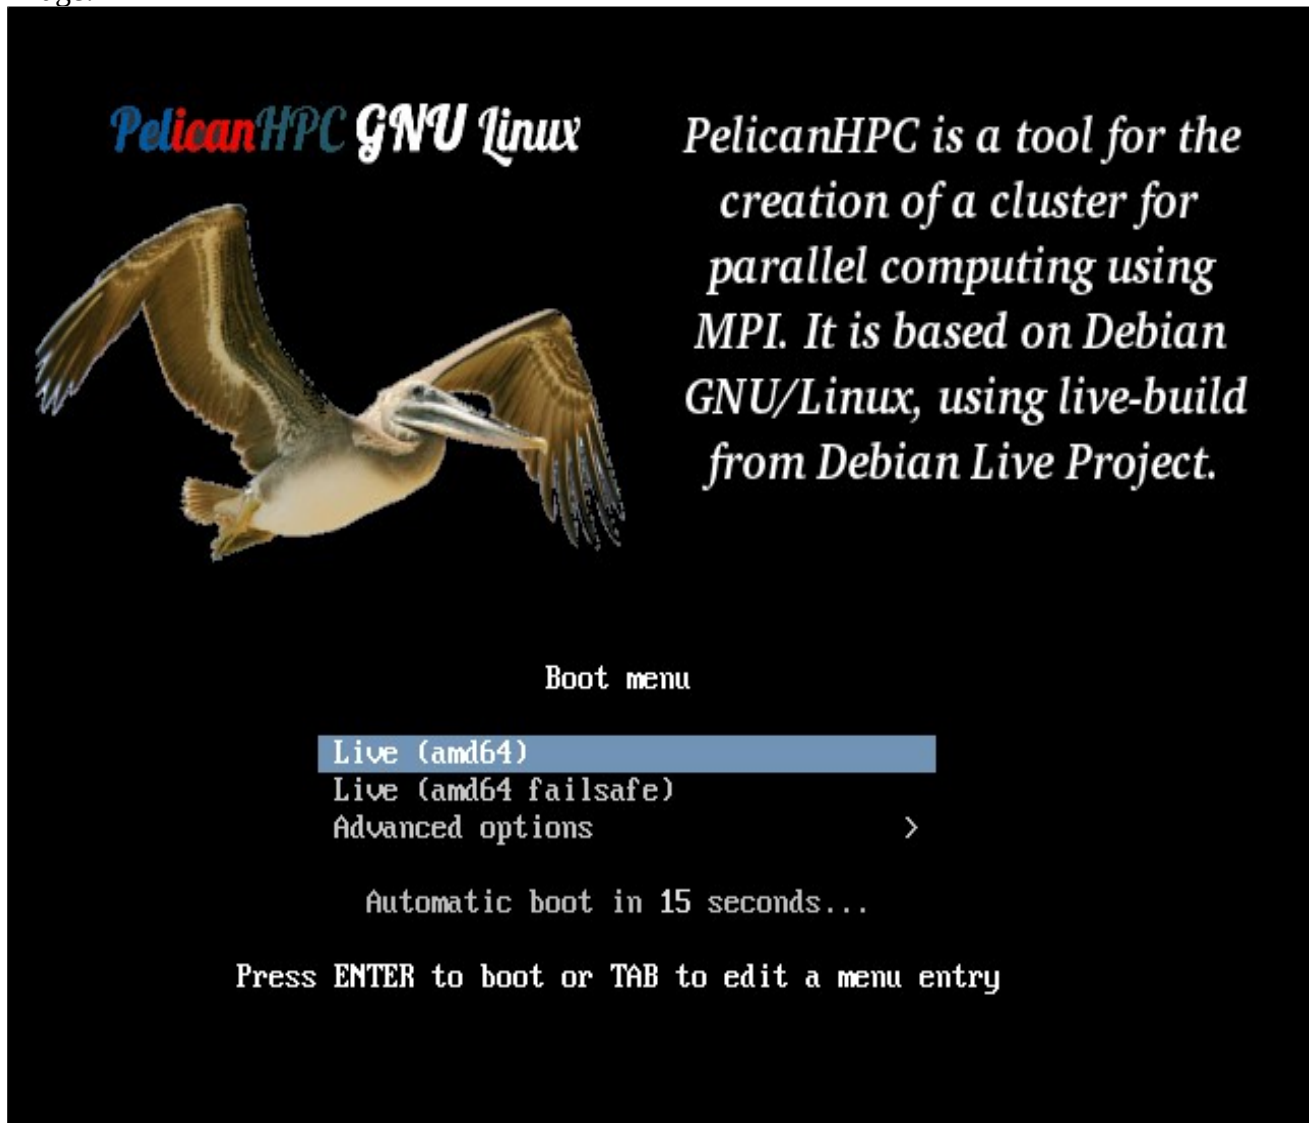 PelicanHPC GNU Linux
PelicanHPC is a tool for the
creation of a cluster for
parallel computing using
MPI. It is based on Debian
GNU/Linux, using live-build
from Debian Live Project.
Boot menu
Live (amd64)
Live (amd64 failsafe)
Advanced options >
Automatic boot in 15 seconds...
Press ENTER to boot or TAB to edit a menu entry